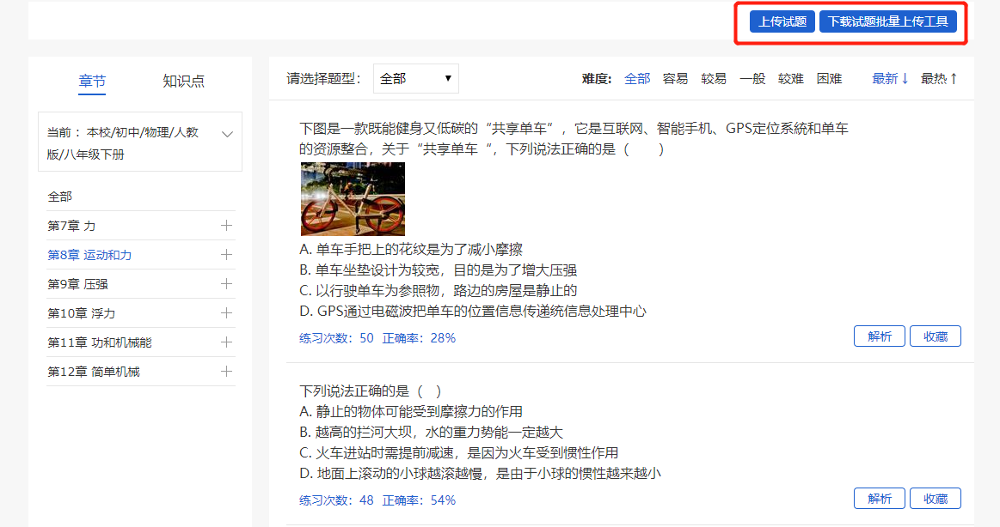 上传试题 下载试题批量上传工具
章节 知识点
当前 ：本校/初中/物理/人教
版/八年级下册
全部
第7章 力
第8章 运动和力
第9章 压强
第10章 浮力
第11章 功和机械能
第12章 简单机械
请选择题型： 全部 难度: 全部 容易 较易 一般 较难 困难 最新↓ 最热↑
下图是一款既能健身又低碳的“共享单车”，它是互联网、智能手机、GPS定位系统和单车
的资源整合，关于“共享单车“，下列说法正确的是（　　）
A. 单车手把上的花纹是为了减小摩擦
B. 单车坐垫设计为较宽，目的是为了增大压强
C. 以行驶单车为参照物，路边的房屋是静止的
D. GPS通过电磁波把单车的位置信息传递统信息处理中心
练习次数：50 正确率：28% 解析 收藏
下列说法正确的是（　）
A. 静止的物体可能受到摩擦力的作用
B. 越高的拦河大坝，水的重力势能一定越大
C. 火车进站时需提前减速，是因为火车受到惯性作用
D. 地面上滚动的小球越滚越慢，是由于小球的惯性越来越小
练习次数：48 正确率：54% 解析 收藏